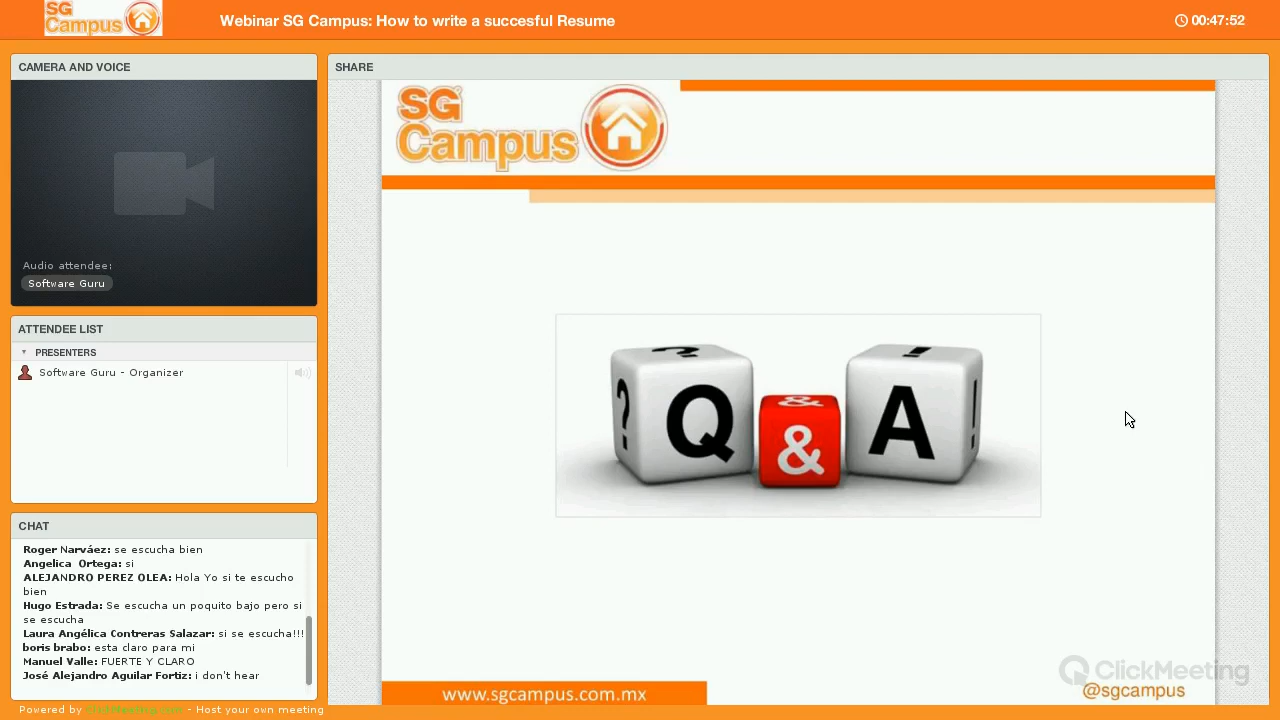 SG
Campus
Webinar SG Campus: How to write a succesful Resume
00:47:52
CAMERA AND VOICE
Audio attendee:
Software Guru
ATTENDEE LIST
PRESENTERS
Software Guru - Organizer
CHAT
Roger Narváez: se escucha bien
Angelica Ortega: si
ALEJANDRO PEREZ OLEA: Hola Yo si te escucho
bien
Hugo Estrada: Se escucha un poquito bajo pero si
se escucha
Laura Angélica Contreras Salazar: si se escucha!!!
boris brabo: esta claro para mi
Manuel Valle: FUERTE Y CLARO
José Alejandro Aguilar Fortiz: i don't hear
Powered by - Host your own meeting
SHARE
SG
Campus
? ? Q & & A ! !
www.sgcampus.com.mx
ClickMeeting
@sgcampus